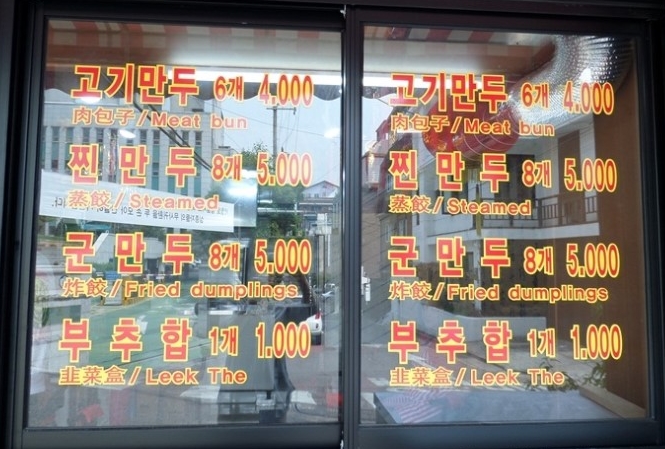 고기만두 6개 4.000
肉包子/Meat bun
찐만두 8개 5.000
蒸餃/Steamed
군만두 8개 5.000
炸餃/Fried dumplings
부추합 1개 1.000
韭菜盒/Leek The
고기만두 6개 4.000
肉包子/Meat bun
찐만두 8개 5.000
蒸餃/Steamed
군만두 8개 5.000
炸餃/Fried dumplings
부추합 1개 1.000
韭菜盒/Leek The